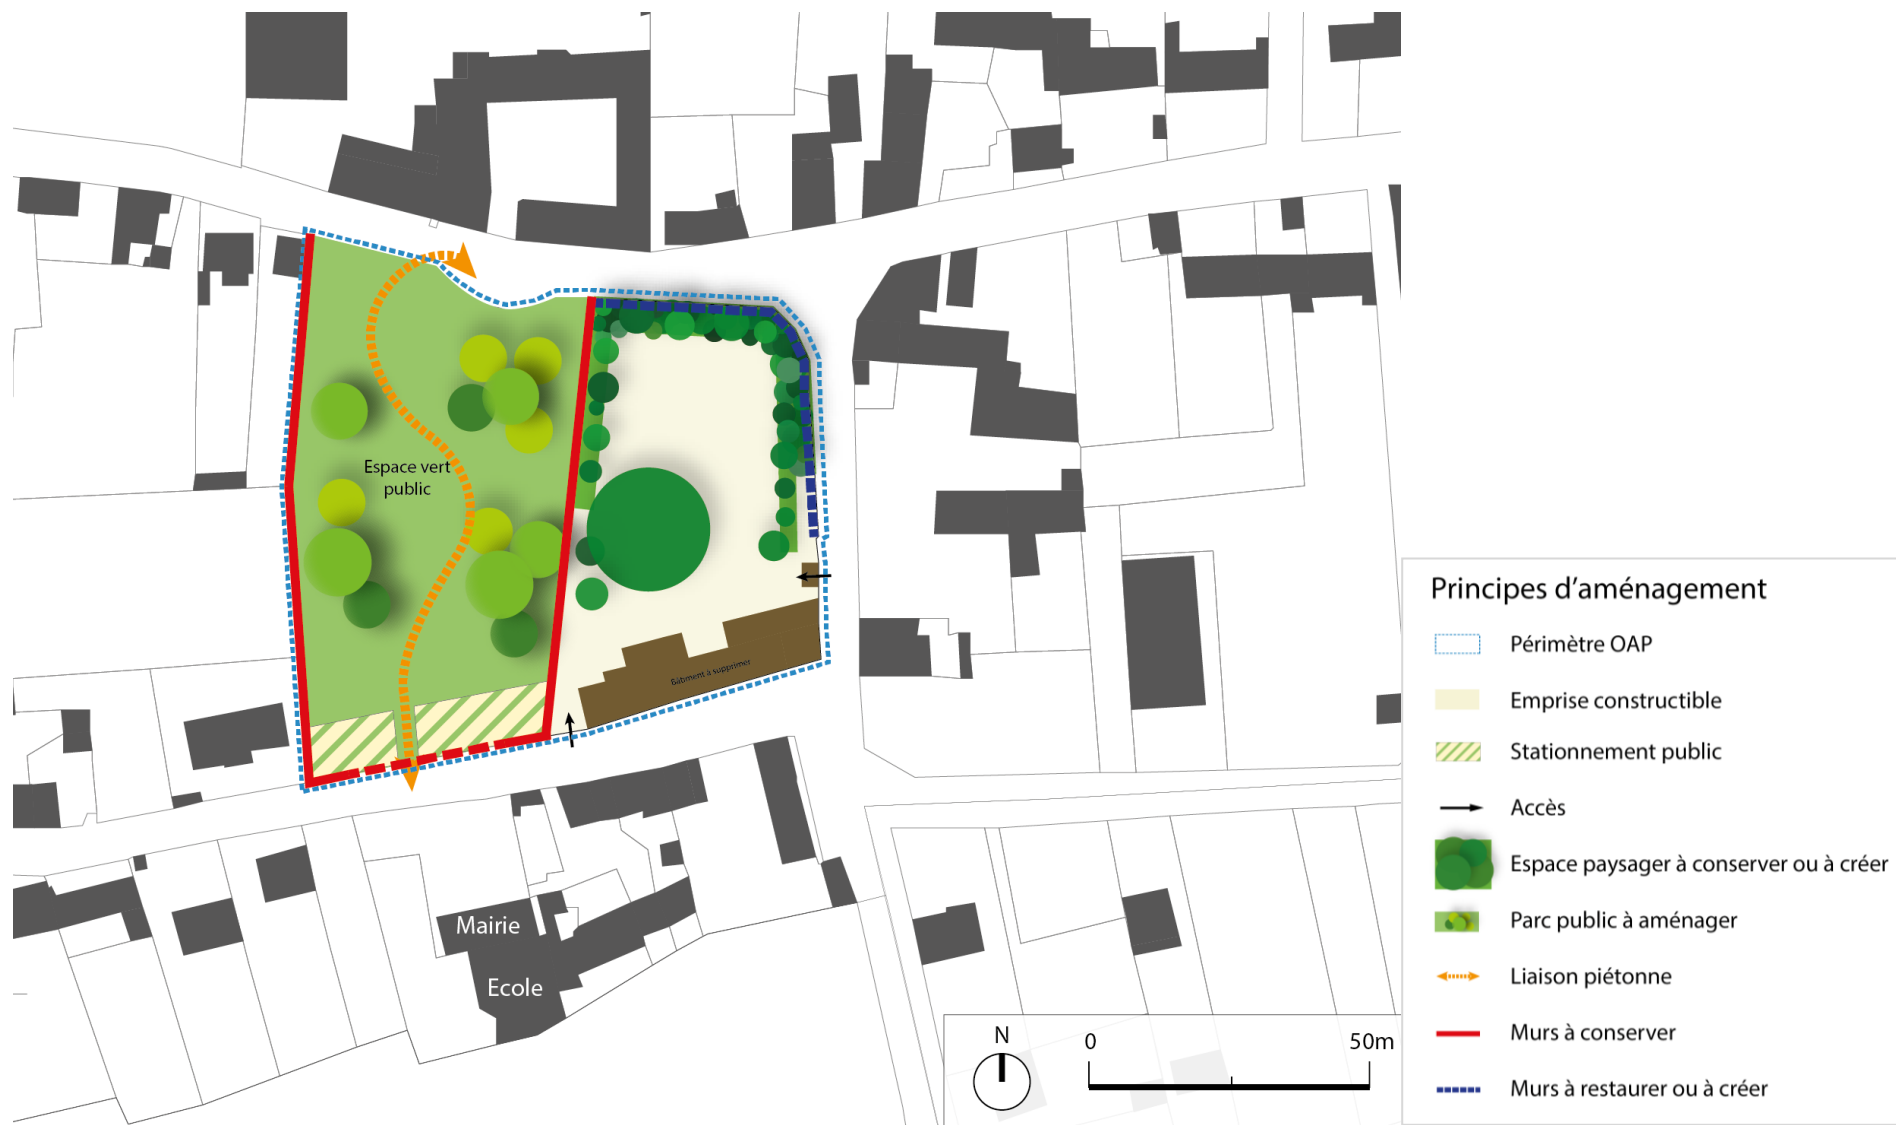 Espace vert
public
Bâtiment à supprimer
Mairie
Ecole
N
0
50m
Principes d'aménagement
Périmètre OAP
Emprise constructible
Stationnement public
Accès
Espace paysager à conserver ou à créer
Parc public à aménager
Liaison piétonne
Murs à conserver
Murs à restaurer ou à créer